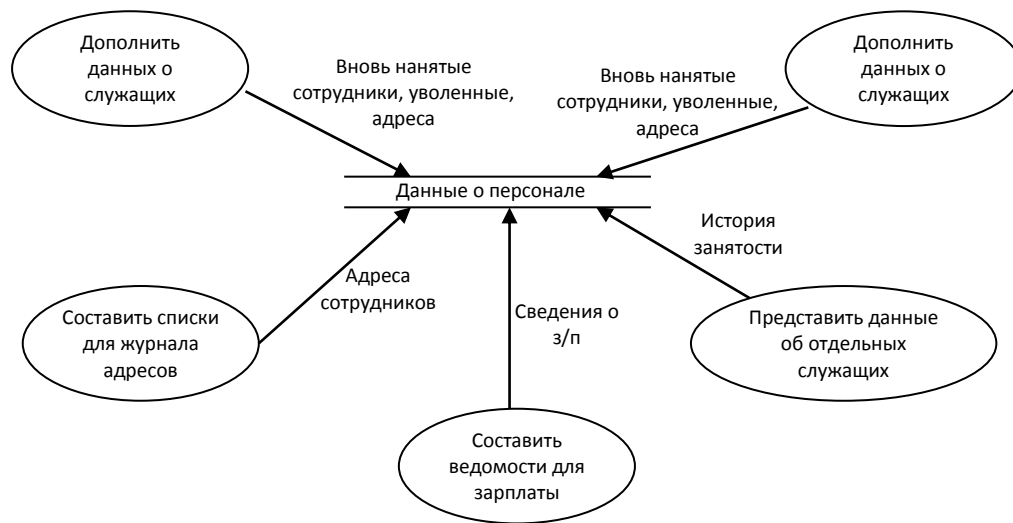 Дополнить
данных о
служащих
Вновь нанятые
сотрудники, уволенные,
адреса
Вновь нанятые
сотрудники, уволенные,
адреса
Дополнить
данных о
служащих
Данные о персонале
История
занятости
Адреса
сотрудников
Сведения о
з/п
Составить списки
для журнала
адресов
Представить данные
об отдельных
служащих
Составить
ведомости для
зарплаты